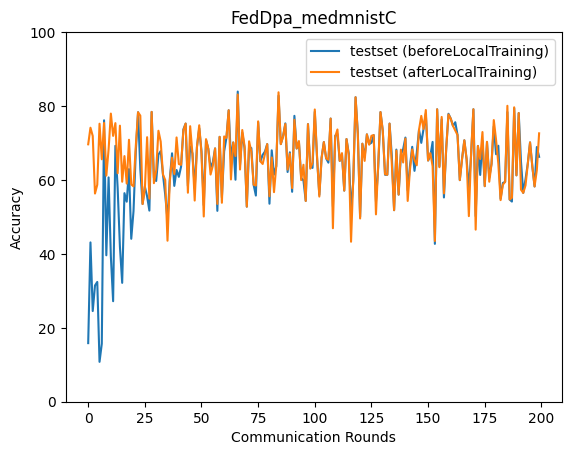 FedDpa_medmnistC
testset (beforeLocalTraining)
testset (afterLocalTraining)
100
80
60
40
20
0
Accuracy
0 25 50 75 100 125 150 175 200
Communication Rounds